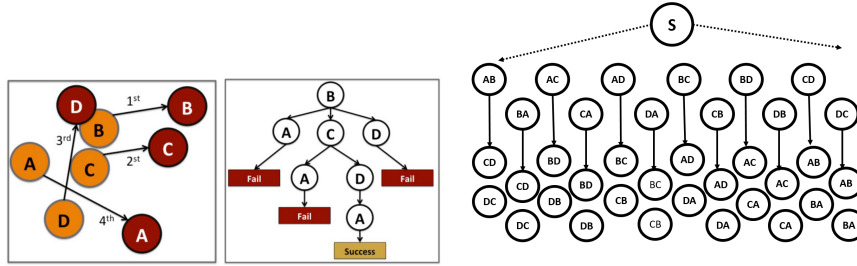 D 1st B
B
3rd
A C 2st C
D 4th A
B
A C D
Fail A D Fail
Fail A
Success
S
AB AC AD BC BD CD
BA CA DA CB DB DC
CD BD BC AD AC AB
CD BD BC AD AC AB
DC DB CB DA CA BA
DC DB CB DA CA BA